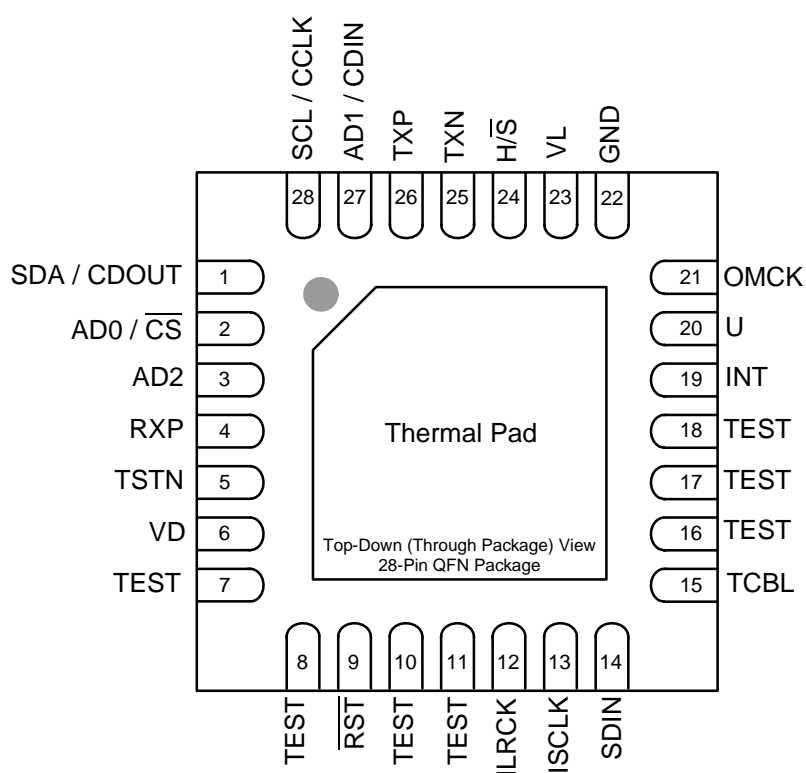 SCL / CCLK
AD1 / CDIN
TXP
TXN
H/S̅
VL
GND
28
27
26
25
24
23
22
SDA / CDOUT 1
AD0 / C̅S̅ 2
AD2 3
RXP 4
TSTN 5
VD 6
TEST 7
21 OMCK
20 U
19 INT
18 TEST
17 TEST
16 TEST
15 TCBL
Thermal Pad
Top-Down (Through Package) View
28-Pin QFN Package
8
9
10
11
12
13
14
TEST
R̅S̅T̅
TEST
TEST
ILRCK
ISCLK
SDIN